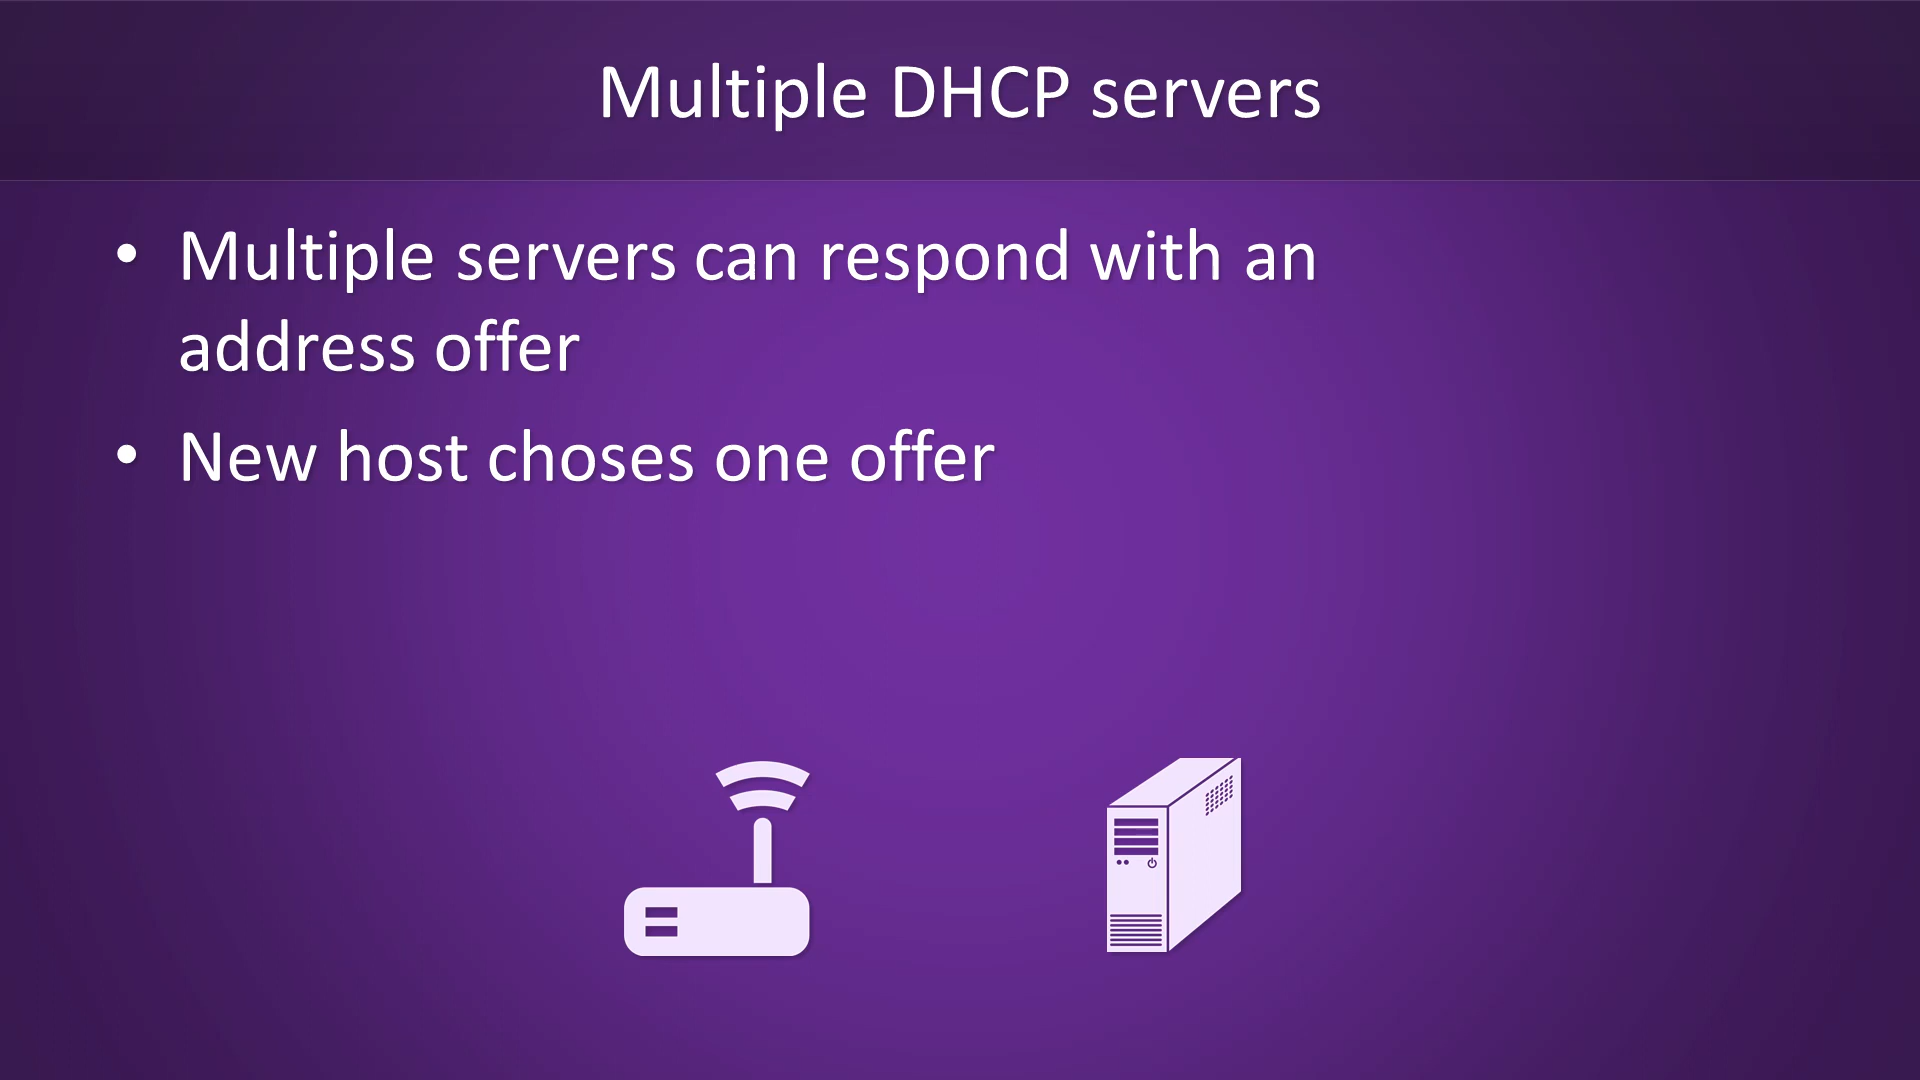 Multiple DHCP servers
• Multiple servers can respond with an
address offer
• New host choses one offer